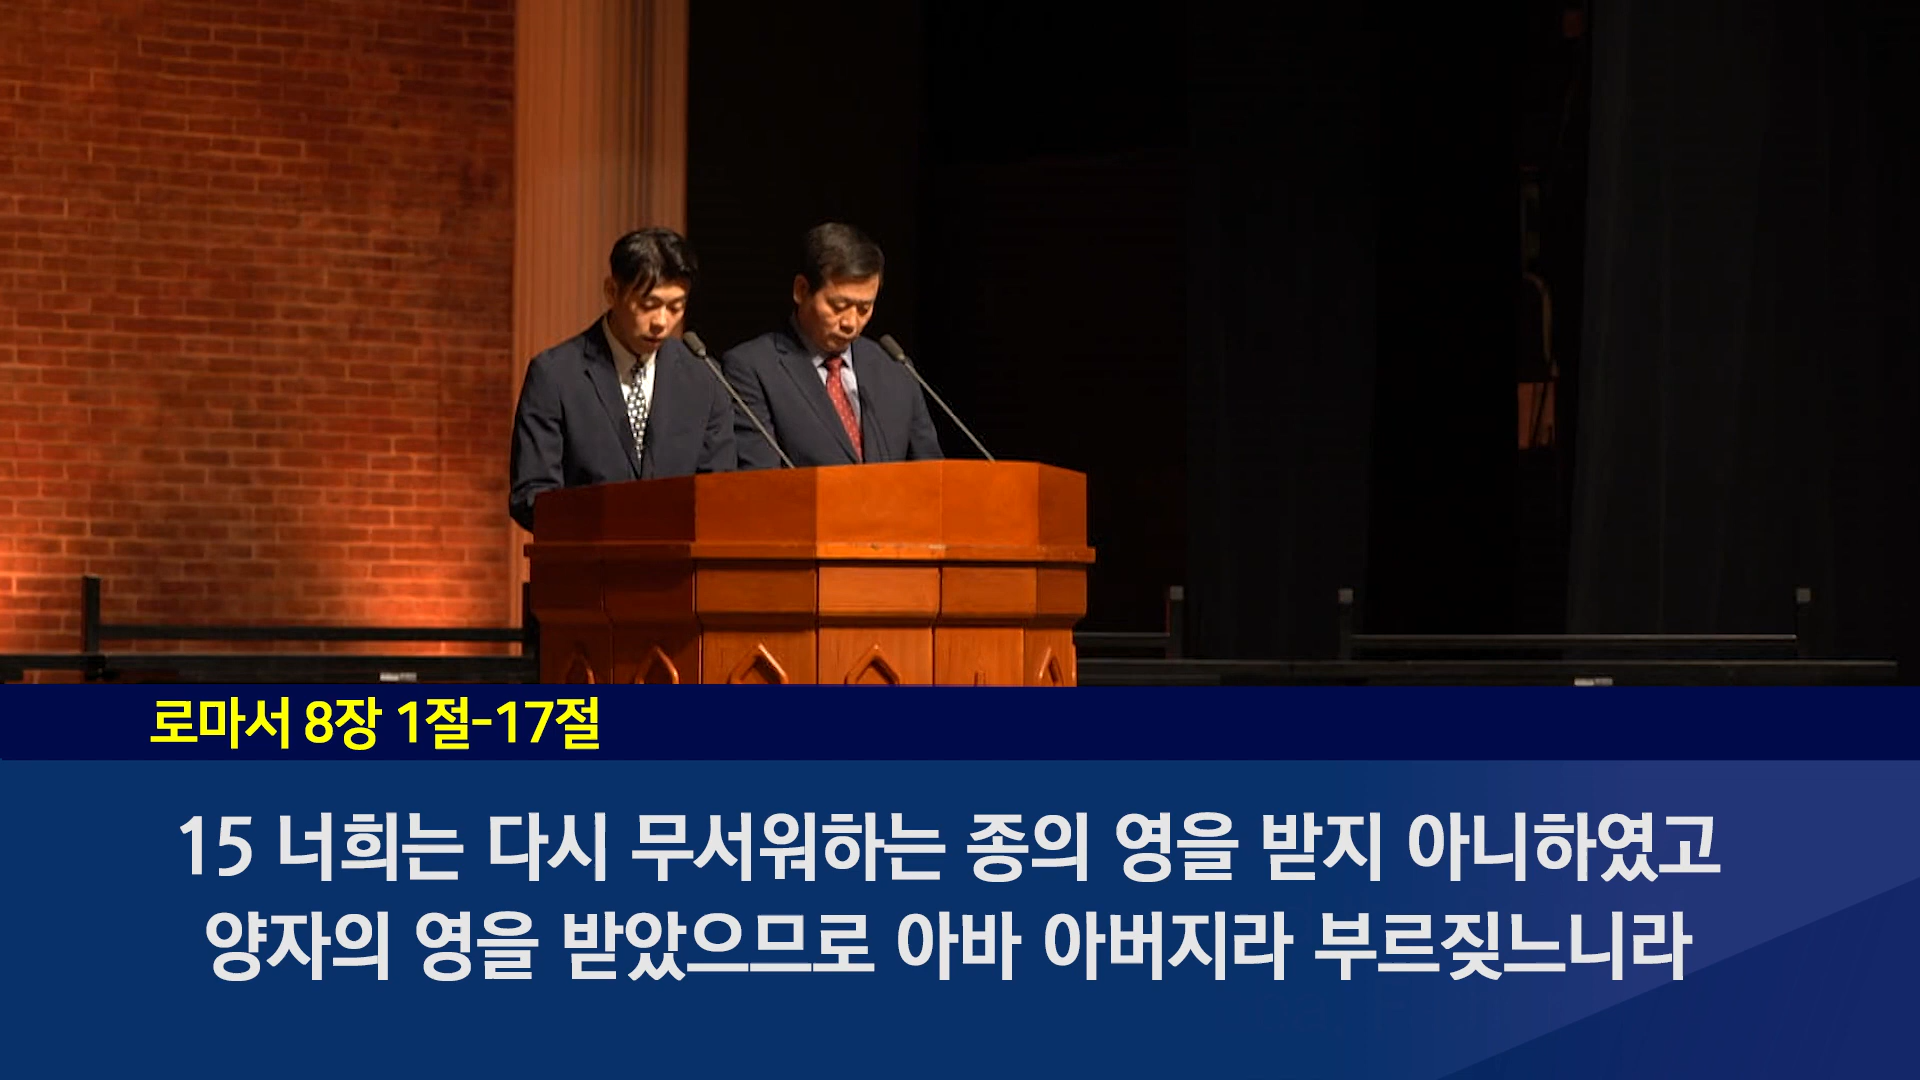 로마서 8장 1절-17절
15 너희는 다시 무서워하는 종의 영을 받지 아니하였고
양자의 영을 받았으므로 아바 아버지라 부르짖느니라